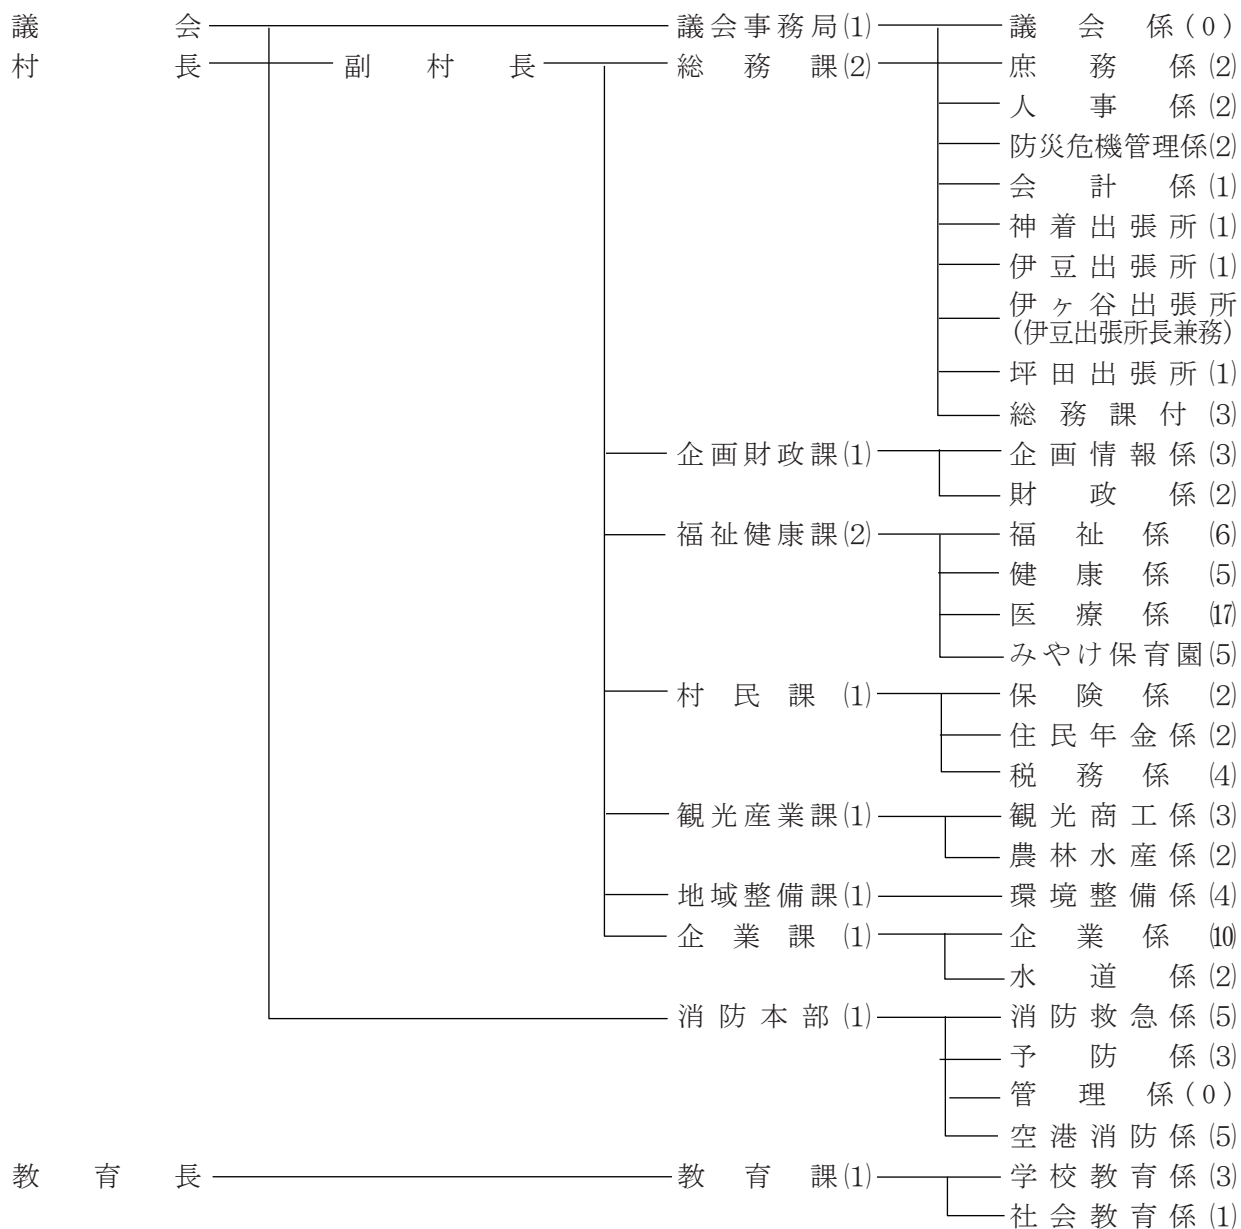 議会 議会事務局(1) 議会係(0)
村長 副村長 総務課(2) 庶務係(2)
人事係(2)
防災危機管理係(2)
会計係(1)
神着出張所(1)
伊豆出張所(1)
伊ヶ谷出張所
(伊豆出張所長兼務)
坪田出張所(1)
総務課付(3)
企画財政課(1) 企画情報係(3)
財政係(2)
福祉健康課(2) 福祉係(6)
健康係(5)
医療係(17)
みやけ保育園(5)
村民課(1) 保険係(2)
住民年金係(2)
税務係(4)
観光産業課(1) 観光商工係(3)
農林水産係(2)
地域整備課(1) 環境整備係(4)
企業課(1) 企業係(10)
水道係(2)
消防本部(1) 消防救急係(5)
予防係(3)
管理係(0)
空港消防係(5)
教育長 教育課(1) 学校教育係(3)
社会教育係(1)